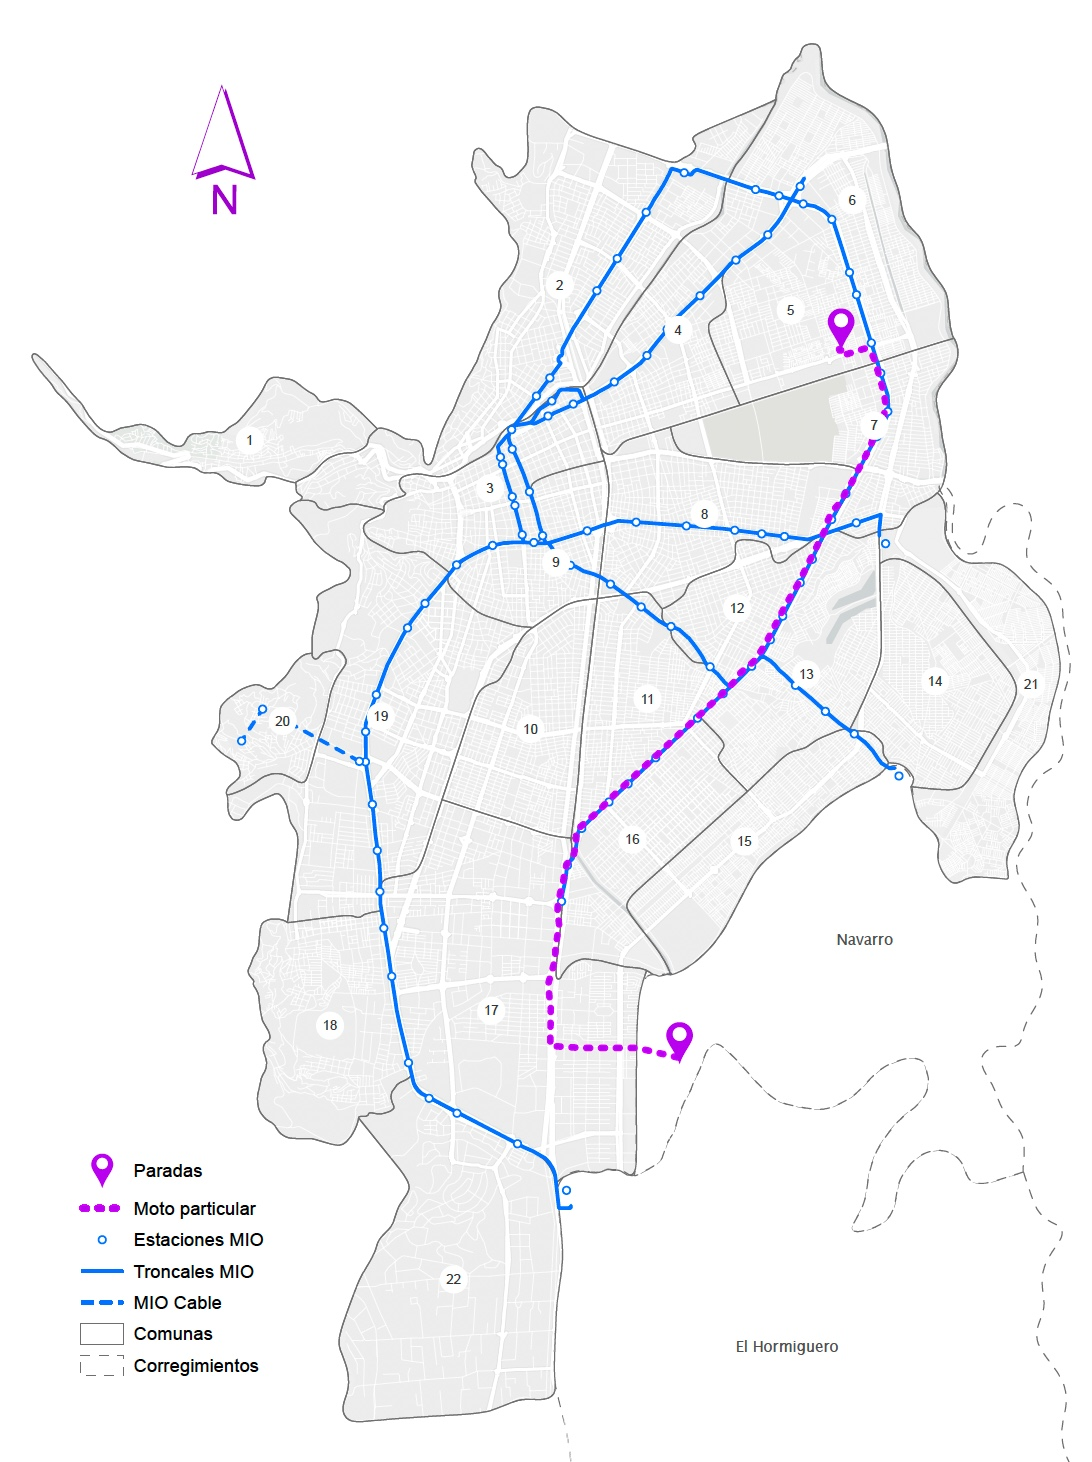 N
6
2
5
4
7
1
3
8
9
12
13
14
21
11
19
20
10
16
15
Navarro
17
18
22
El Hormiguero
Paradas
Moto particular
Estaciones MIO
Troncales MIO
MIO Cable
Comunas
Corregimientos